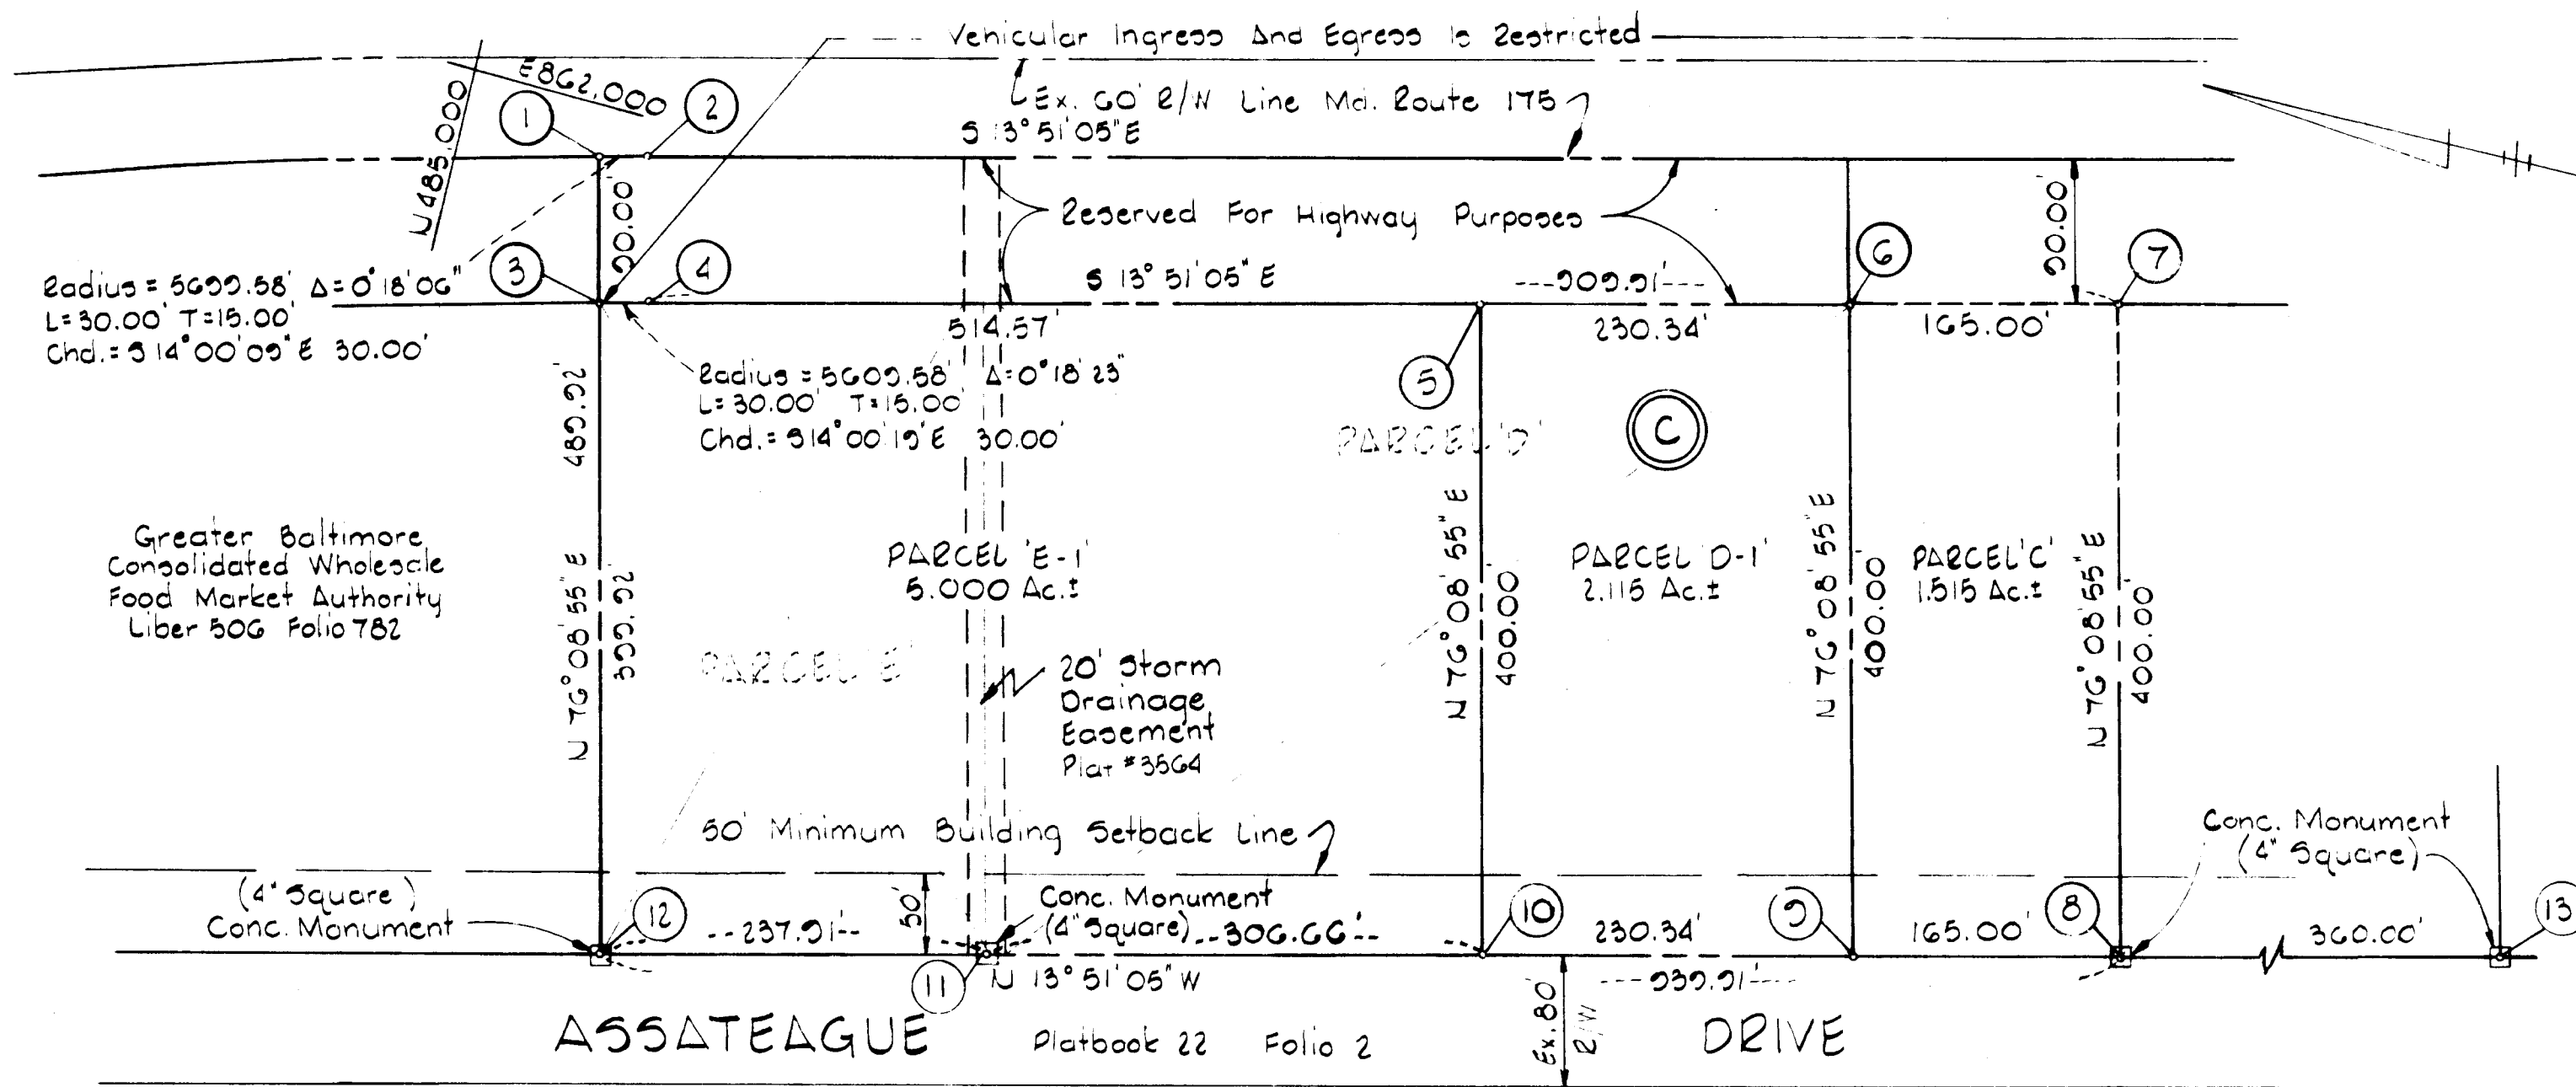 Vehicular Ingress And Egress Is Restricted
E 862,000
N 485,000
1
2
Ex. 60' R/W Line Md. Route 175
S 13° 51' 05" E
90.00'
Reserved For Highway Purposes
90.00'
3
4
6
7
Radius = 5699.58' Δ = 0° 18' 06"
L = 30.00' T = 15.00'
Chd. = S 14° 00' 09" E 30.00'
S 13° 51' 05" E
909.91'
514.57'
230.34'
165.00'
Radius = 5609.58' Δ = 0° 18' 23"
L = 30.00' T = 15.00'
Chd. = S 14° 00' 19" E 30.00'
5
489.92'
PARCEL 'D'
C
Greater Baltimore
Consolidated Wholesale
Food Market Authority
Liber 506 Folio 782
N 76° 08' 55" E
399.92'
PARCEL 'E-1'
5.000 Ac.±
N 76° 08' 55" E
400.00'
PARCEL 'D-1'
2.115 Ac.±
N 76° 08' 55" E
400.00'
PARCEL 'C'
1.515 Ac.±
N 76° 08' 55" E
400.00'
PARCEL 'E'
20' Storm
Drainage
Easement
Plat #3564
50' Minimum Building Setback Line
Conc. Monument
(4" Square)
(4" Square)
Conc. Monument
12
237.91'
50'
Conc. Monument
(4" Square)
306.66'
10
230.34'
9
165.00'
8
360.00'
13
11
N 13° 51' 05" W
939.91'
ASSATEAGUE DRIVE
Platbook 22 Folio 2
Ex. 80'
R/W